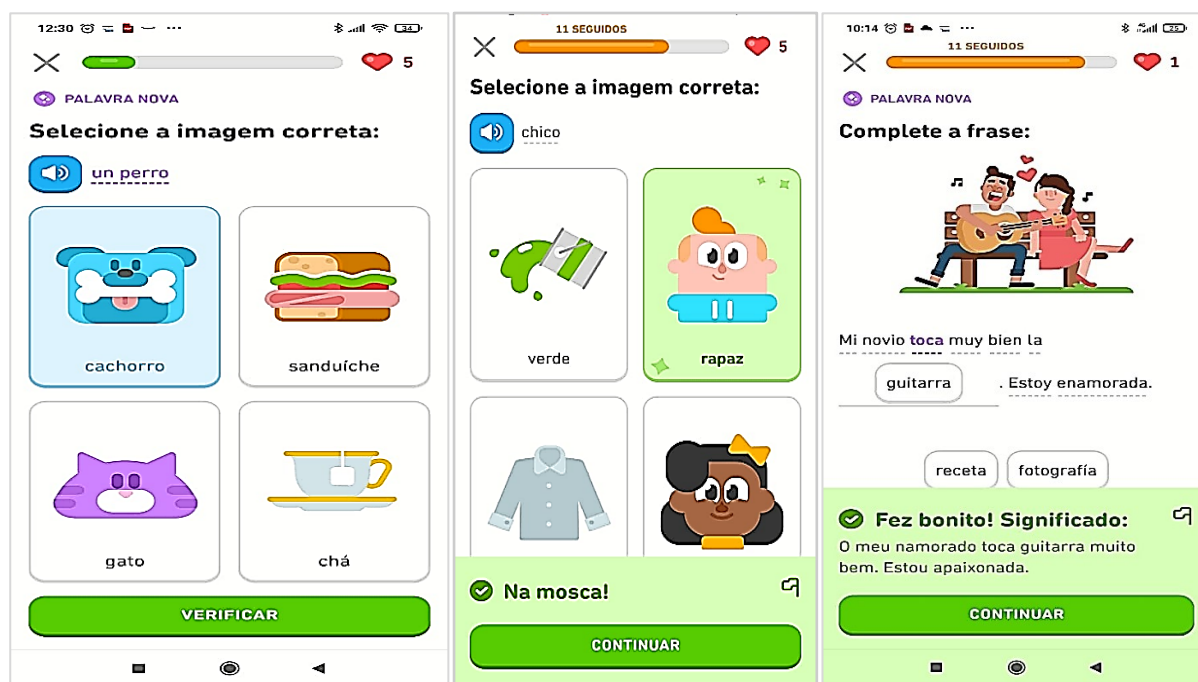 12:30
34
5
PALAVRA NOVA
Selecione a imagem correta:
un perro
cachorro
sanduíche
gato
chá
VERIFICAR
11 SEGUIDOS
5
Selecione a imagem correta:
chico
verde
rapaz
Na mosca!
CONTINUAR
10:14
4G
25
11 SEGUIDOS
1
PALAVRA NOVA
Complete a frase:
Mi novio toca muy bien la
guitarra . Estoy enamorada.
receta fotografía
Fez bonito! Significado:
O meu namorado toca guitarra muito
bem. Estou apaixonada.
CONTINUAR